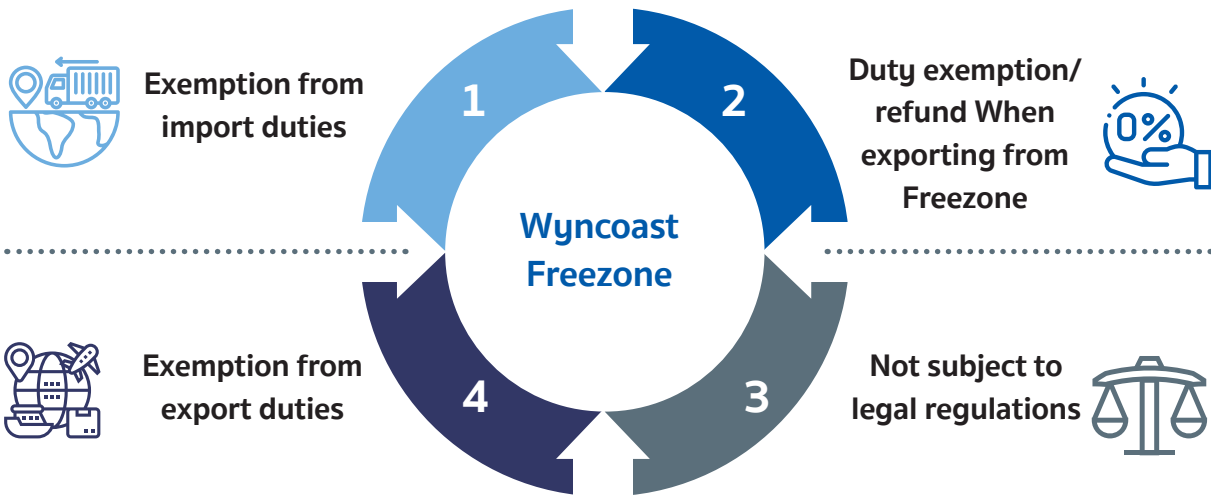 1
Exemption from
import duties
2
Duty exemption/
refund When
exporting from
Freezone
0%
Wyncoast
Freezone
3
Not subject to
legal regulations
4
Exemption from
export duties